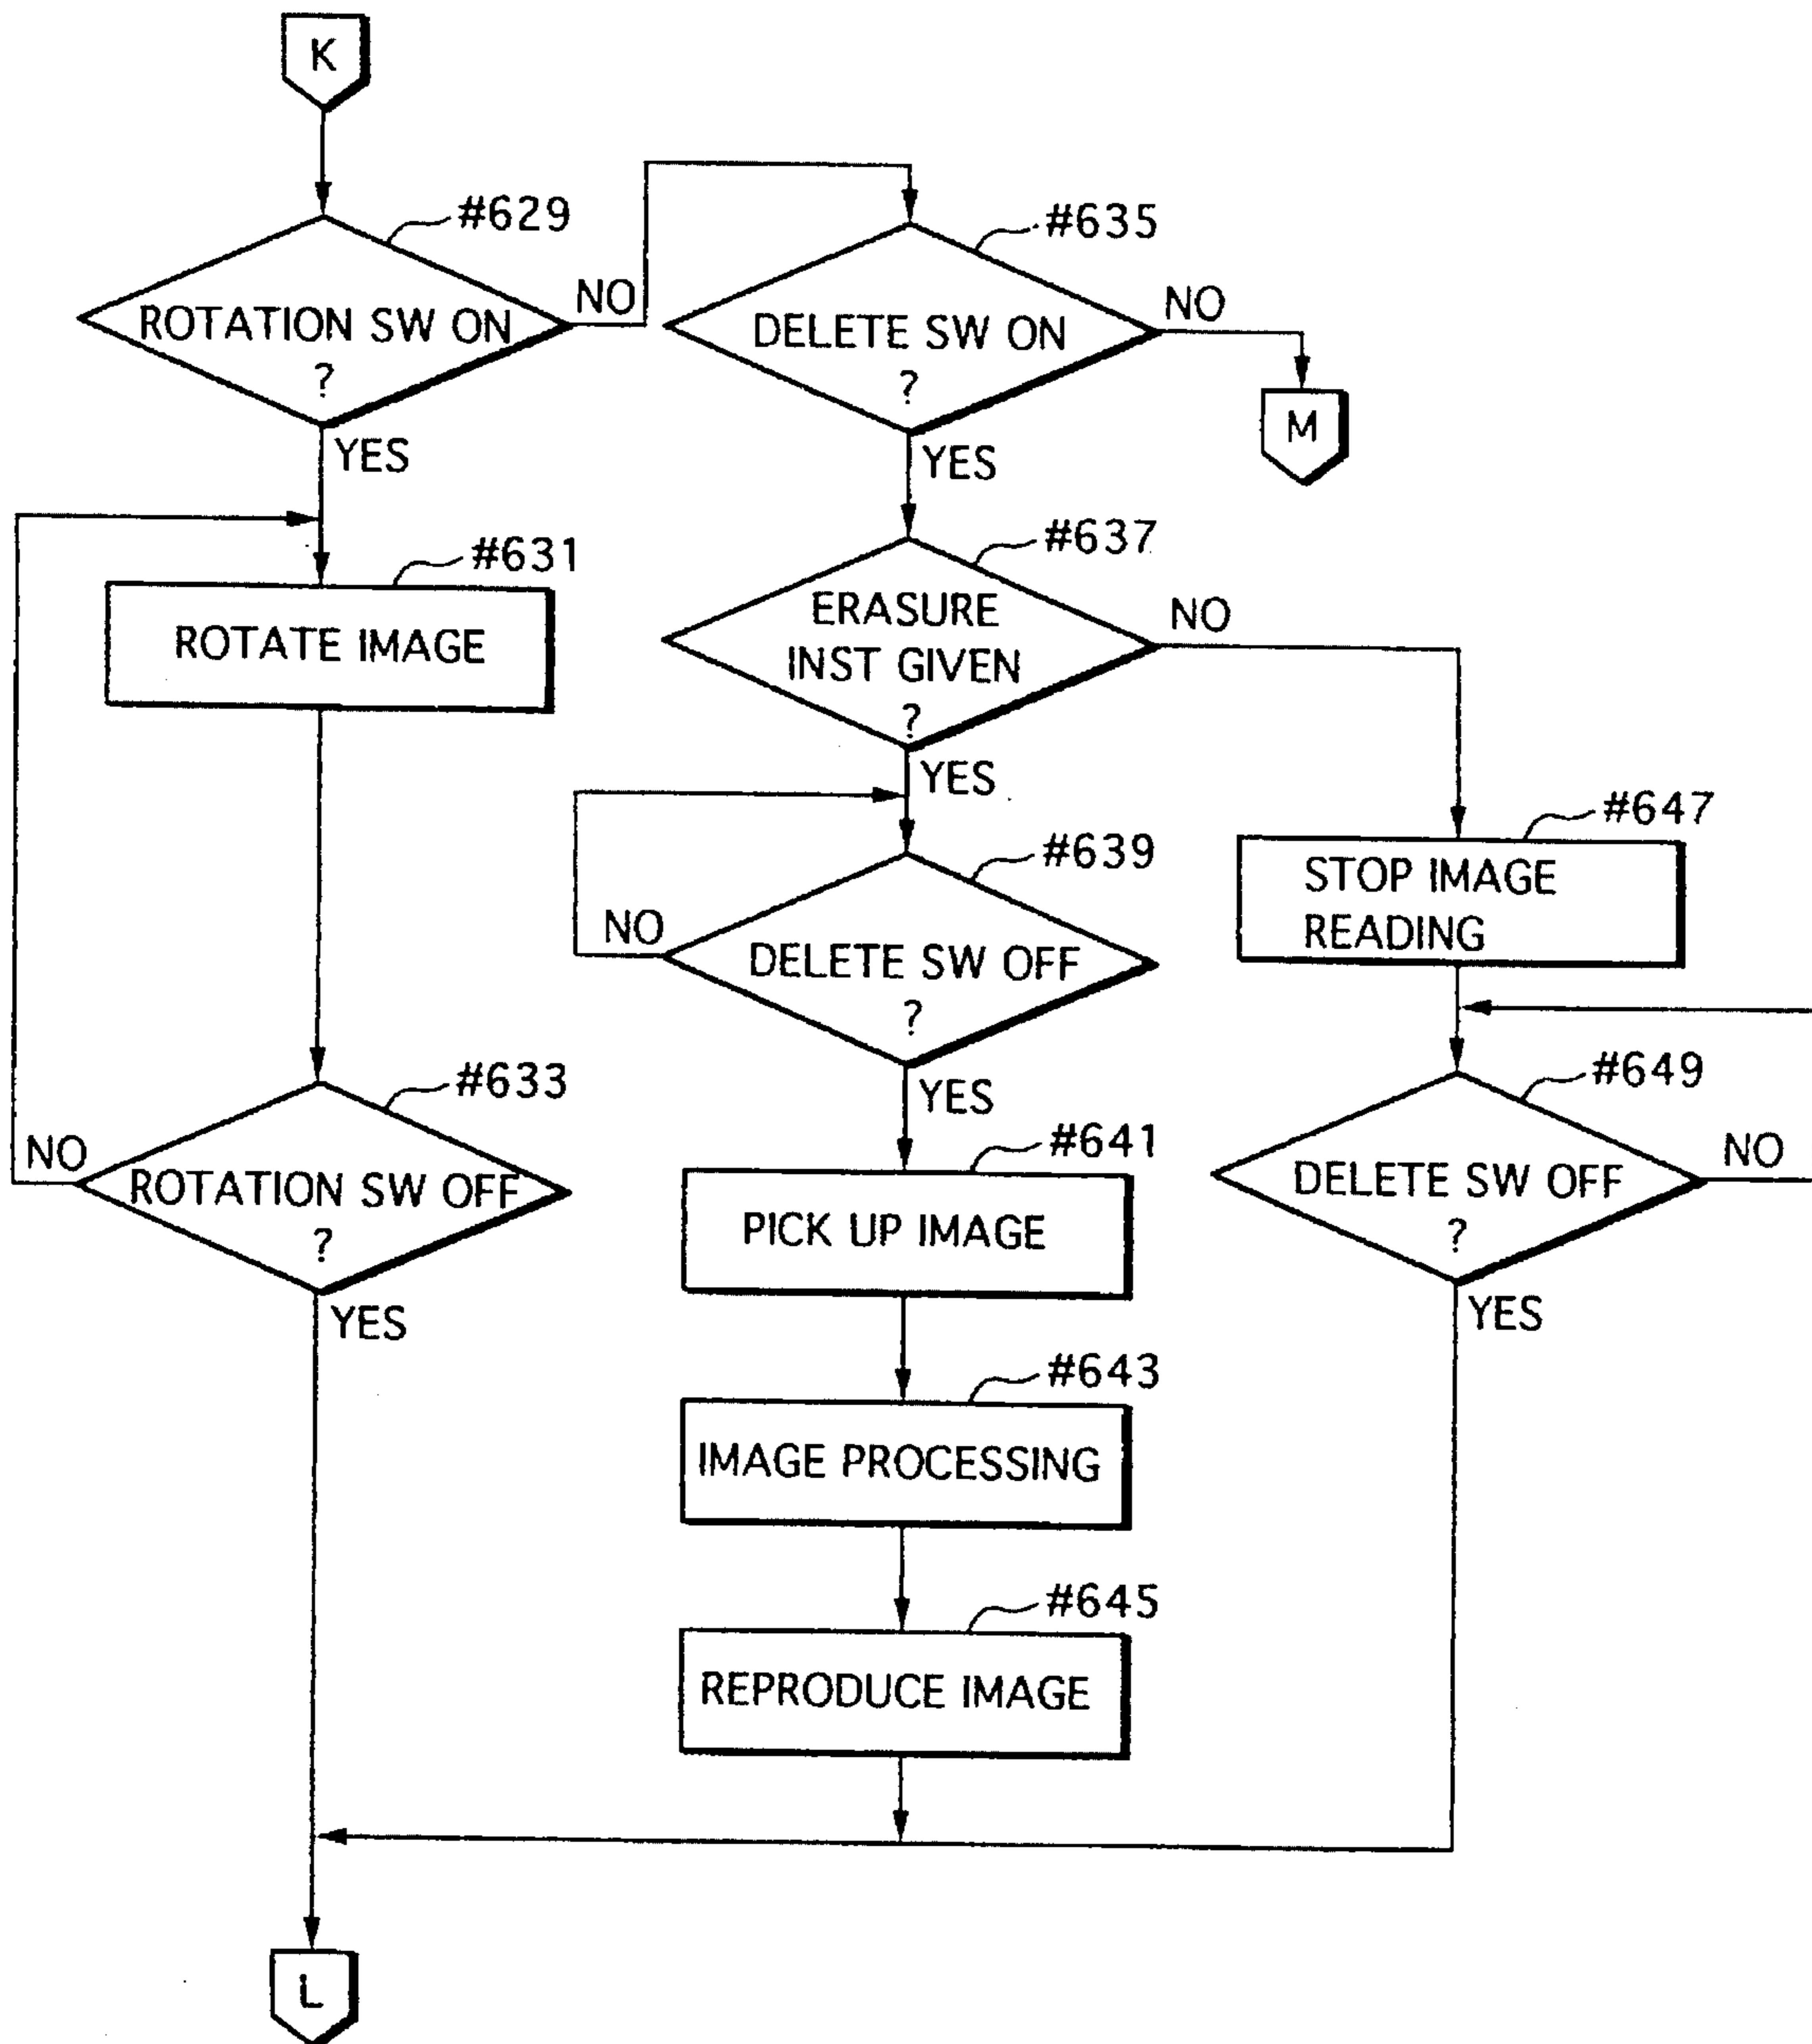 K
#629
ROTATION SW ON
?
NO
YES
#631
ROTATE IMAGE
#633
ROTATION SW OFF
?
NO
YES
L
#635
DELETE SW ON
?
NO
M
YES
#637
ERASURE
INST GIVEN
?
NO
YES
#639
DELETE SW OFF
?
NO
YES
#641
PICK UP IMAGE
#643
IMAGE PROCESSING
#645
REPRODUCE IMAGE
#647
STOP IMAGE
READING
#649
DELETE SW OFF
?
NO
YES